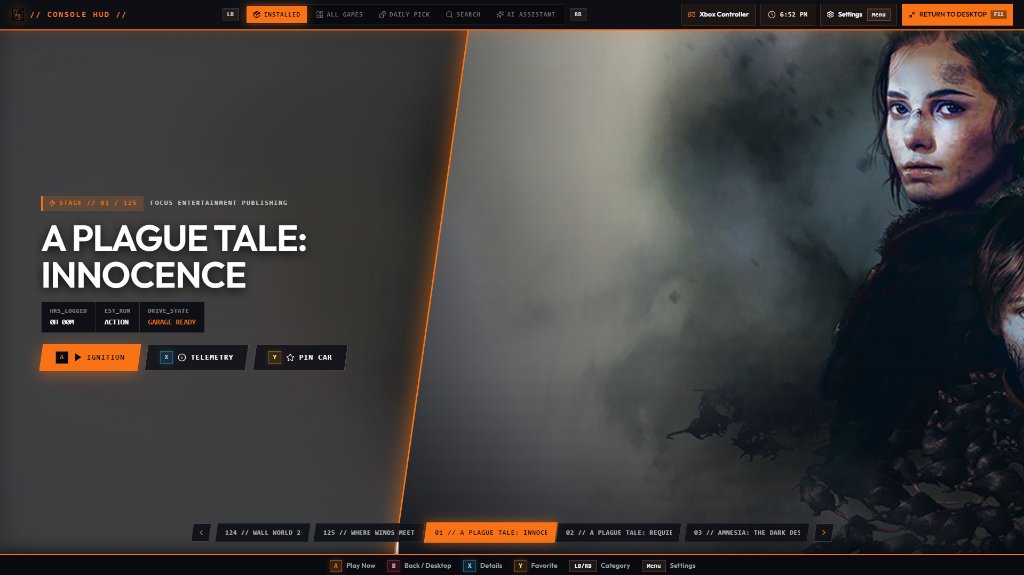 // CONSOLE HUD //
LB
INSTALLED
ALL GAMES
DAILY PICK
SEARCH
AI ASSISTANT
RB
Xbox Controller
6:52 PM
Settings Menu
RETURN TO DESKTOP F11
STAGE // 01 / 125 FOCUS ENTERTAINMENT PUBLISHING
A PLAGUE TALE:
INNOCENCE
HRS_LOGGED EST_RUN DRIVE_STATE
0H 00M ACTION GARAGE READY
A IGNITION
X TELEMETRY
Y PIN CAR
124 // WALL WORLD 2
125 // WHERE WINDS MEET
01 // A PLAGUE TALE: INNOCE
02 // A PLAGUE TALE: REQUIE
03 // AMNESIA: THE DARK DES
A Play Now
B Back / Desktop
X Details
Y Favorite
LB/RB Category
Menu Settings